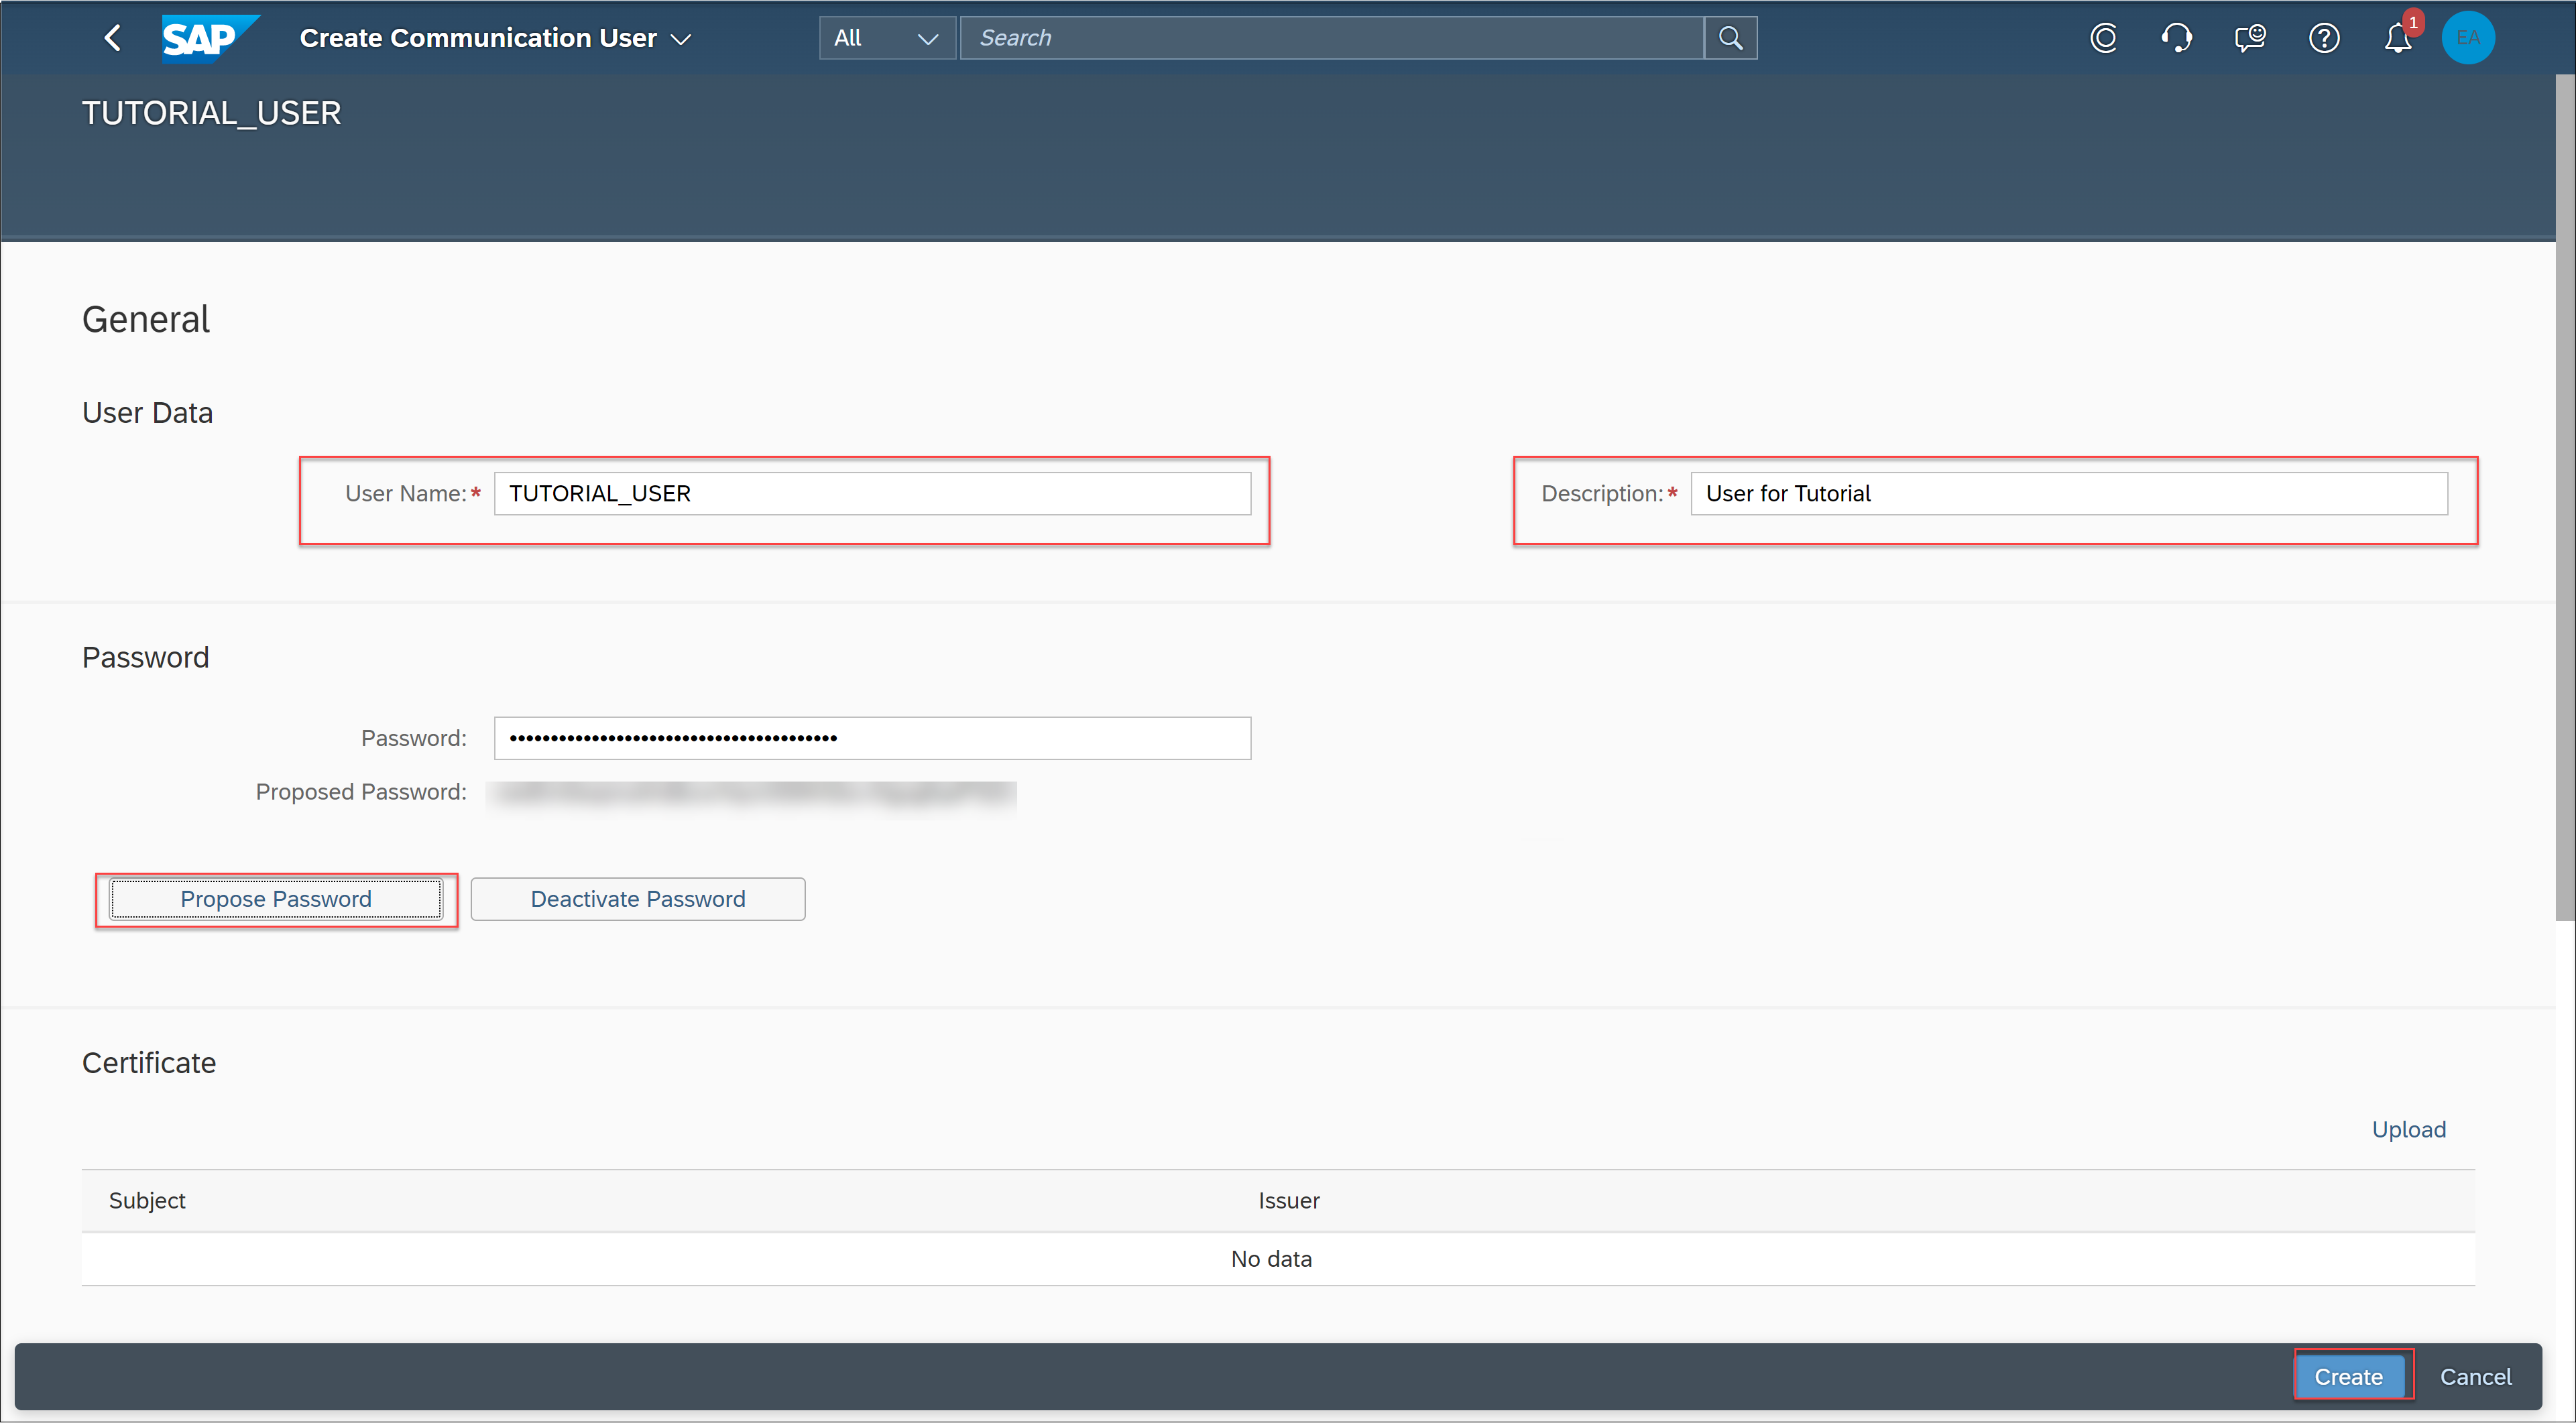 SAP Create Communication User All Search 1 EA
TUTORIAL_USER
General
User Data
User Name:* TUTORIAL_USER Description:* User for Tutorial
Password
Password: ••••••••••••••••••••••••••••••••••••••••
Proposed Password:
Propose Password Deactivate Password
Certificate
Upload
Subject Issuer
No data
Create Cancel